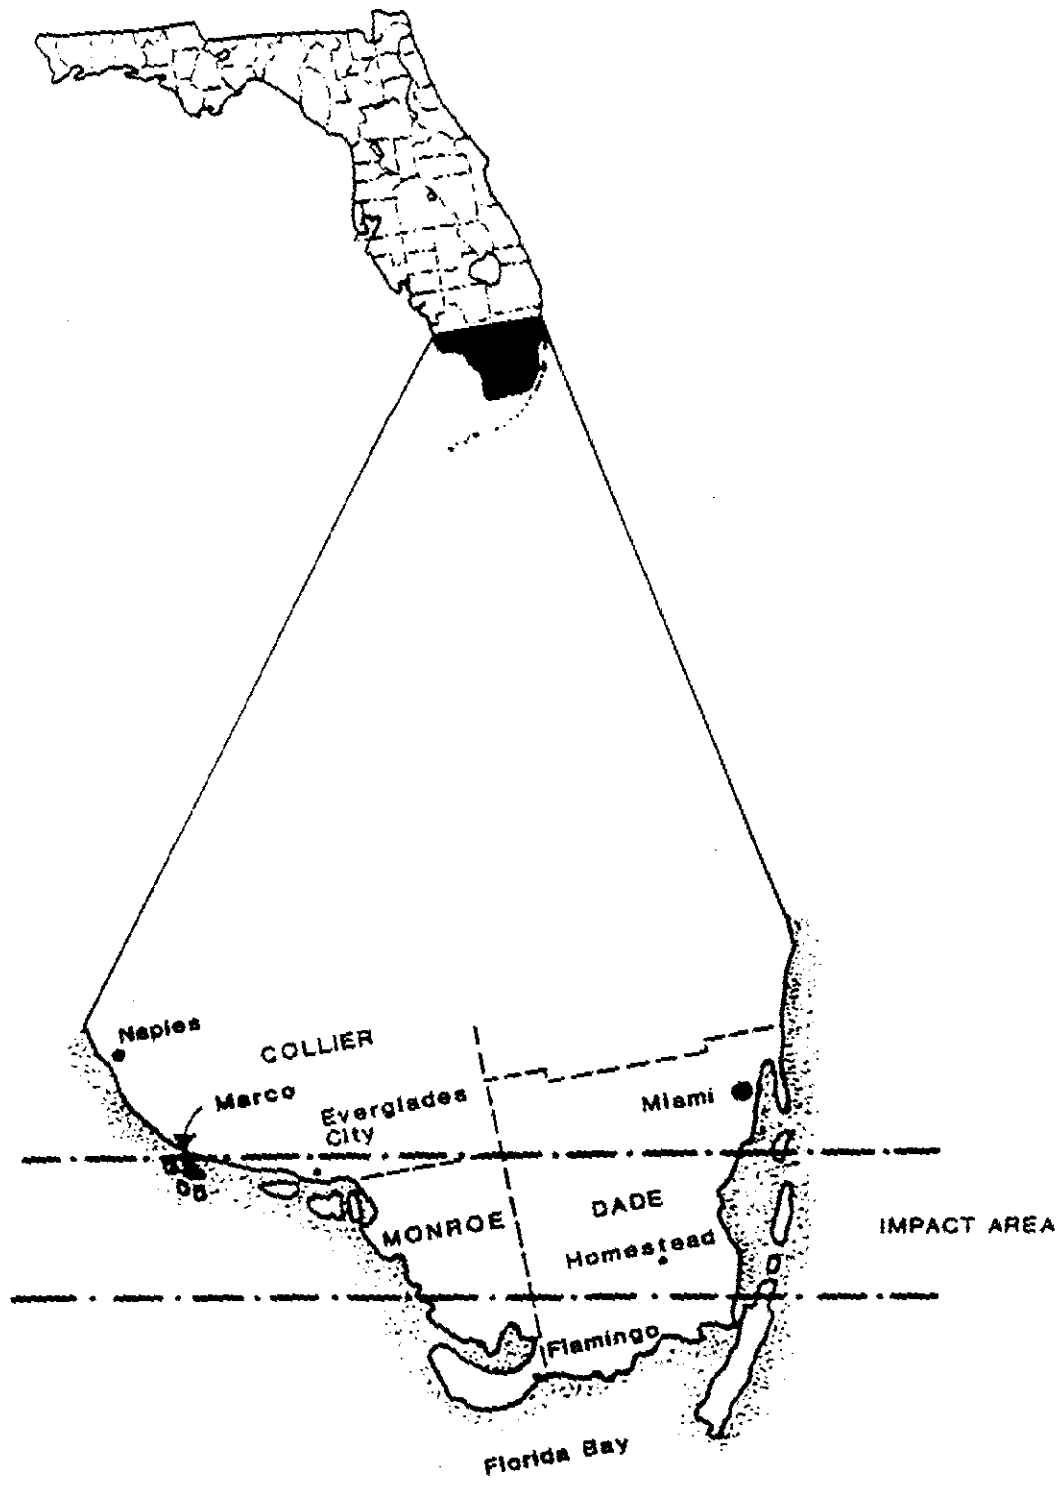 Naples
COLLIER
Marco
Everglades
City
Miami
MONROE
DADE
Homestead
IMPACT AREA
Flamingo
Florida Bay